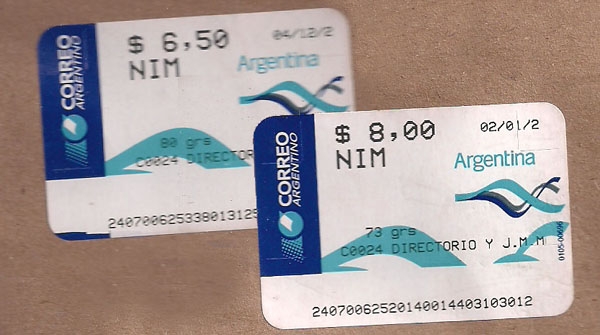 CORREO
ARGENTINO
$ 6,50
NIM
04/12/2
Argentina
80 grs
C0024 DIRECTOR
24070062533801312
CORREO
ARGENTINO
$ 8,00
NIM
02/01/2
Argentina
73 grs
C0024 DIRECTORIO Y J.M.M
24070062520140014403103012